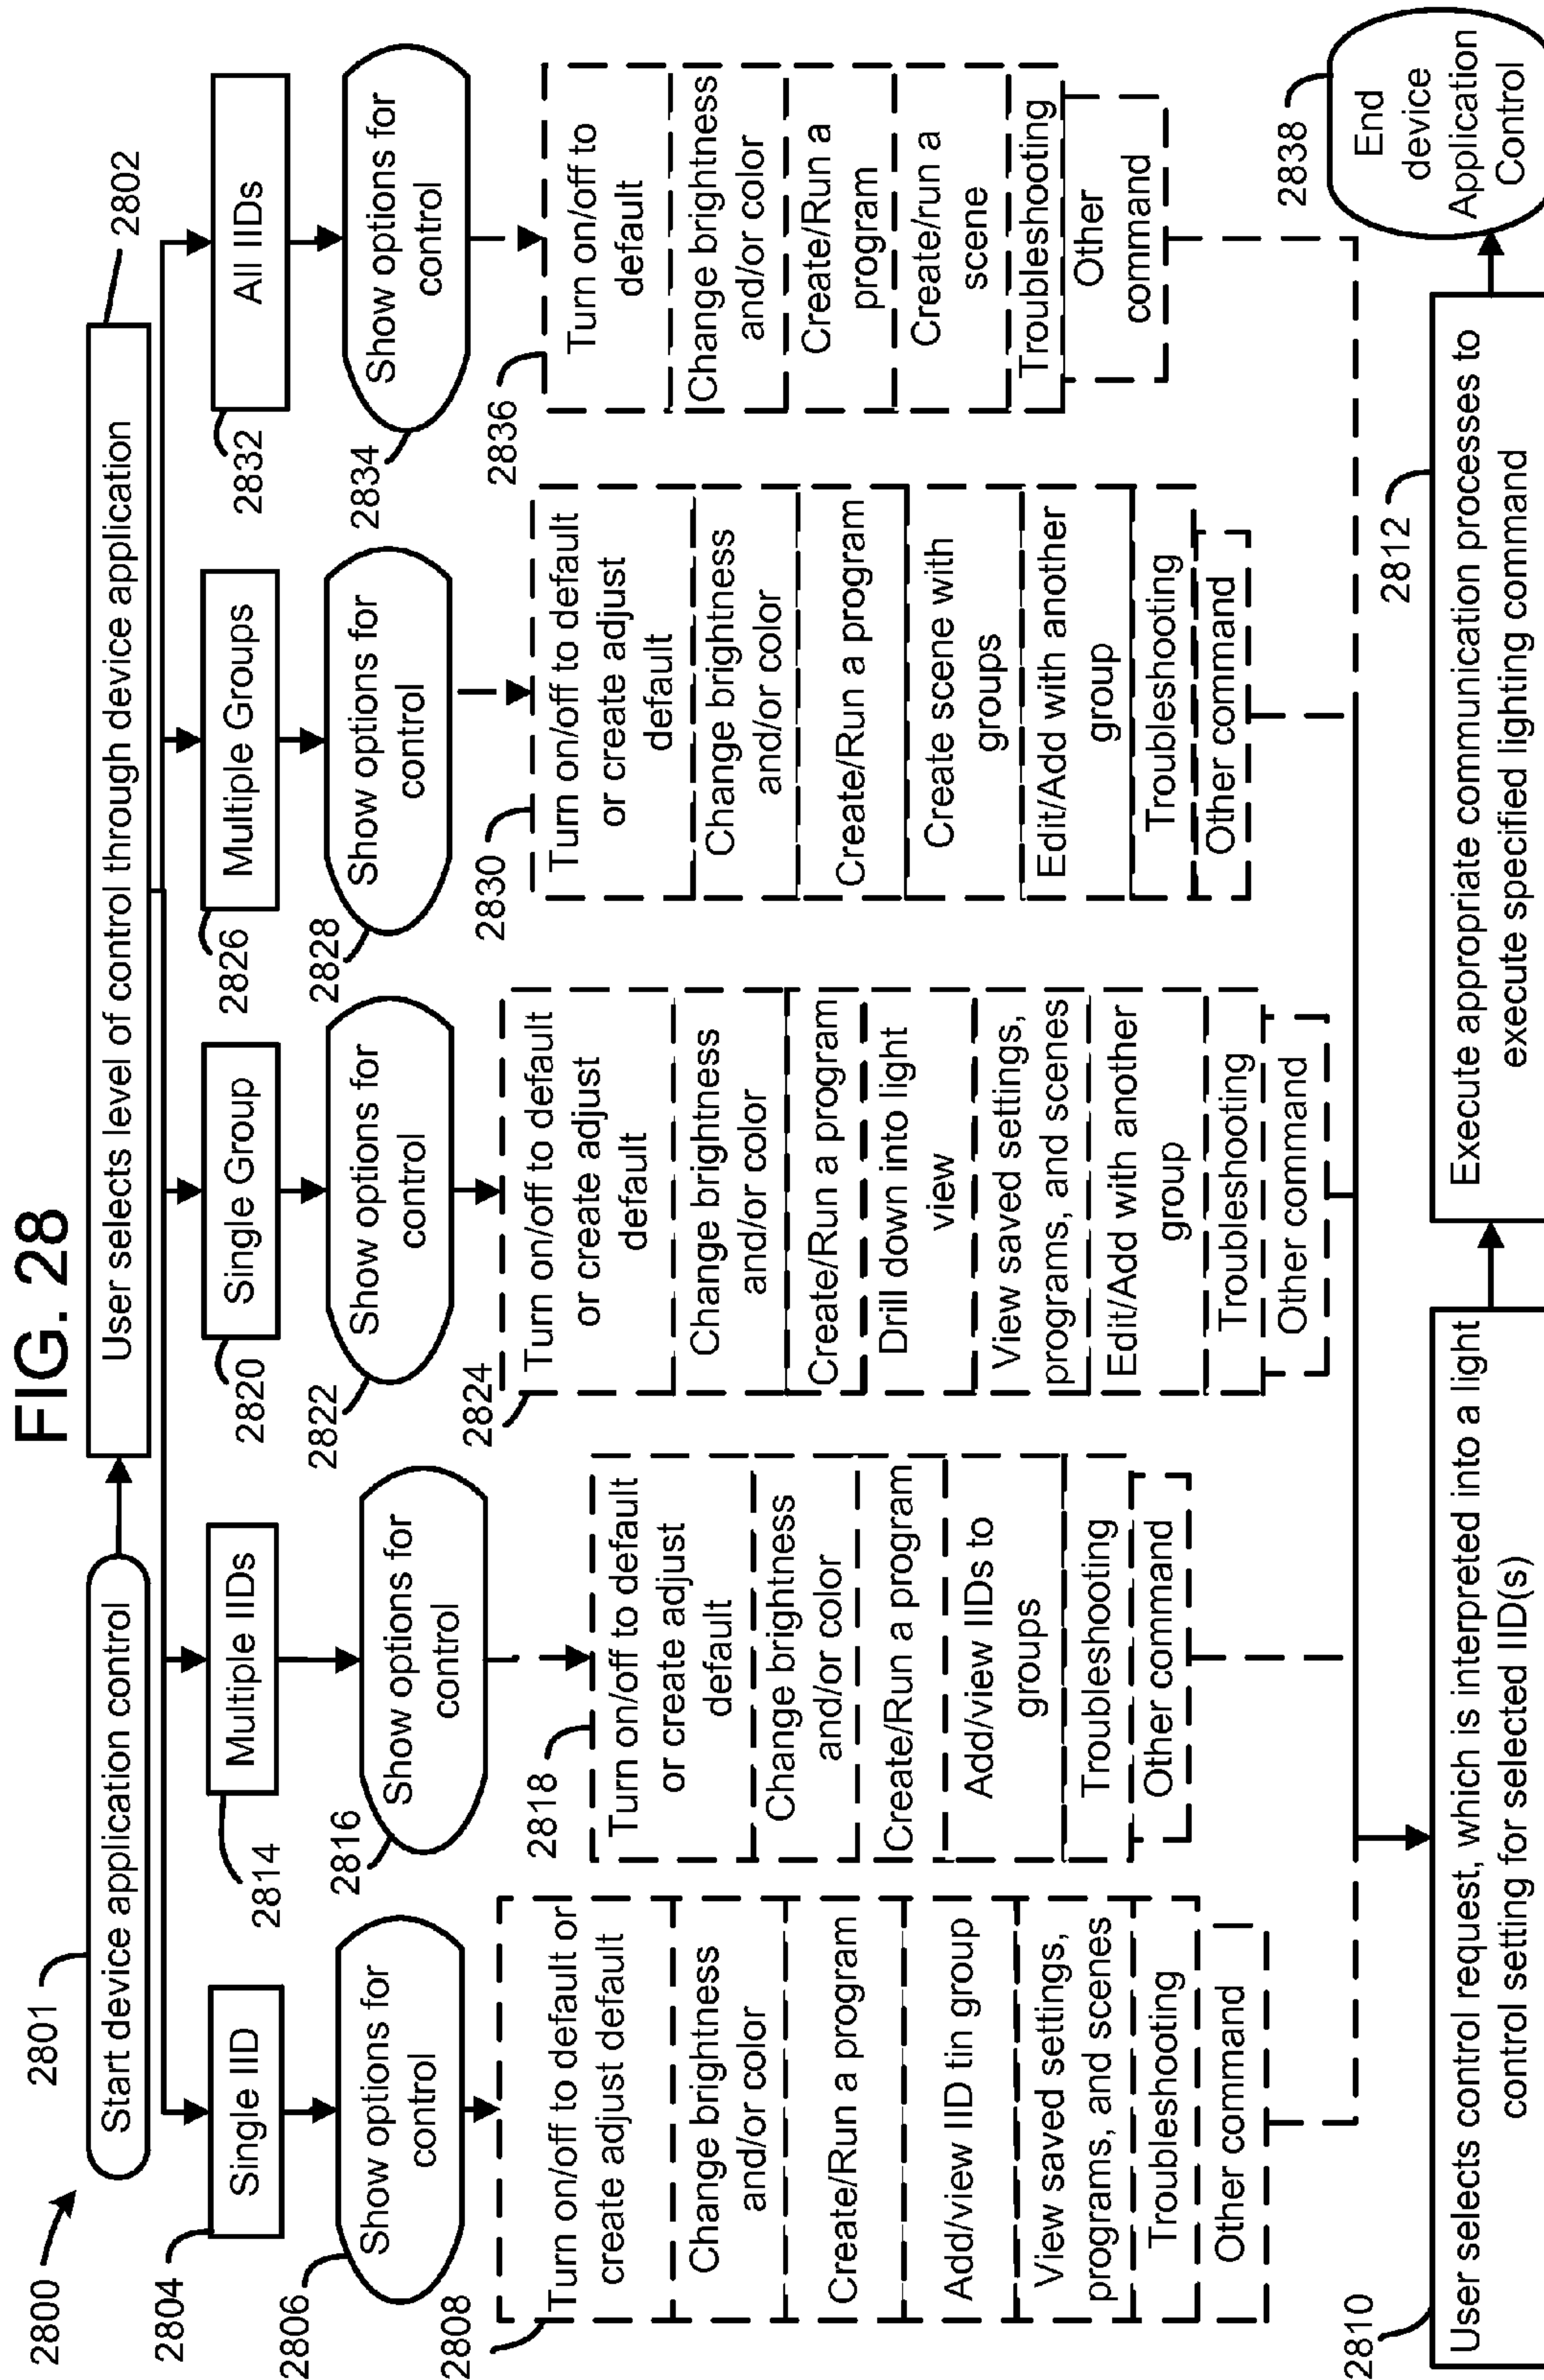 FIG. 28
2800
2801
Start device application control
User selects level of control through device application
2802
2804
Single IID
2806
Show options for
control
2808
Turn on/off to default or
create adjust default
Change brightness
and/or color
Create/Run a program
Add/view IID tin group
View saved settings,
programs, and scenes
Troubleshooting
Other command
2814
Multiple IIDs
2816
Show options for
control
2818
Turn on/off to default
or create adjust
default
Change brightness
and/or color
Create/Run a program
Add/view IIDs to
groups
Troubleshooting
Other command
2820
Single Group
2822
Show options for
control
2824
Turn on/off to default
or create adjust
default
Change brightness
and/or color
Create/Run a program
Drill down into light
view
View saved settings,
programs, and scenes
Edit/Add with another
group
Troubleshooting
Other command
2826
Multiple Groups
2828
Show options for
control
2830
Turn on/off to default
or create adjust
default
Change brightness
and/or color
Create/Run a program
Create scene with
groups
Edit/Add with another
group
Troubleshooting
Other command
2832
All IIDs
2834
Show options for
control
2836
Turn on/off to
default
Change brightness
and/or color
Create/Run a
program
Create/run a
scene
Troubleshooting
Other
command
2810
User selects control request, which is interpreted into a light
control setting for selected IID(s)
2812
Execute appropriate communication processes to
execute specified lighting command
2838
End
device
Application
Control